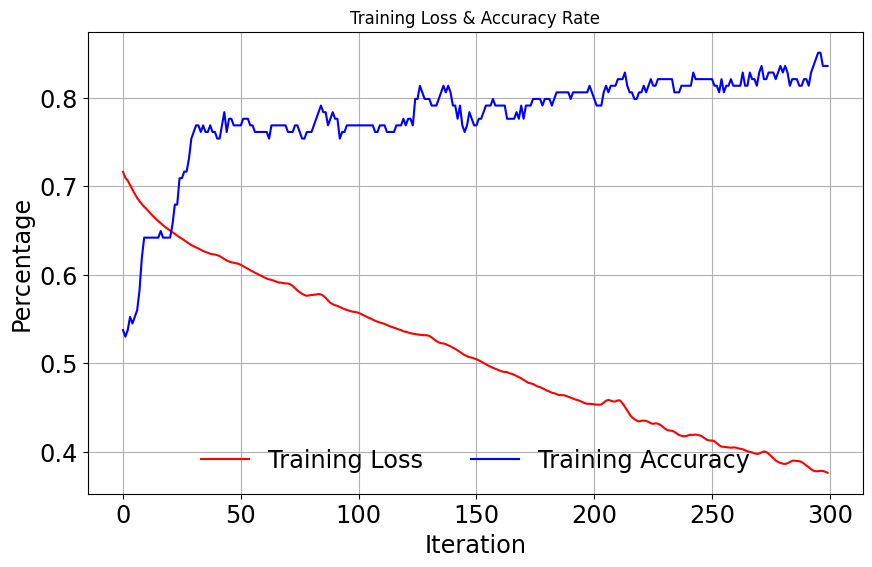 Training Loss & Accuracy Rate
Percentage
0.8
0.7
0.6
0.5
0.4
Training Loss
Training Accuracy
0 50 100 150 200 250 300
Iteration